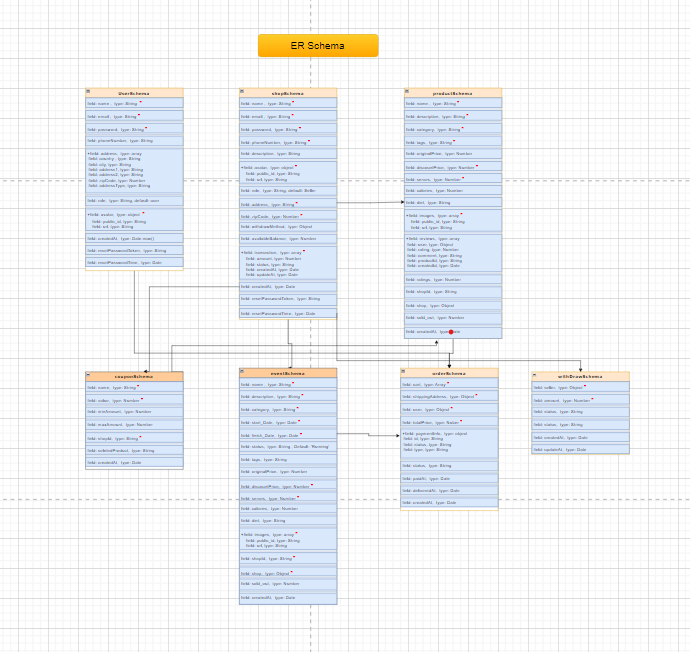 ER Schema
UserSchema
field: name , type: String *
field: email , type: String *
field: password, type: String *
field: phoneNumber, type: String
field: address, type: array
field: country, type: String
field: city, type: String
field: address1, type: String
field: address2, type: String
field: zipCode, type: Number
field: addressType, type: String
field: role, type: String, default: user
field: avatar, type: object *
field: public_id, type: String
field: url, type: String
field: createdAt, type: Date.now()
field: resetPasswordToken, type: String
field: resetPasswordTime, type: Date
shopSchema
field: name , type: String *
field: email, type: String *
field: password, type: String *
field: phoneNumber, type: String *
field: description, type: String
field: avatar, type: object *
field: public_id, type: String
field: url, type: String
field: role, type: String, default: Seller
field: address, type: String *
field: zipCode, type: Number *
field: withdrawMethod, type: Object
field: availableBalance, type: Number
field: transection, type: array *
field: amount, type: Number
field: status, type: String
field: createdAt, type: Date
field: updateAt, type: Date
field: createdAt, type: Date
field: resetPasswordToken, type: String
field: resetPasswordTime, type: Date
productSchema
field: name , type: String *
field: description, type: String *
field: category, type: String *
field: tags, type: String *
field: originalPrice, type: Number
field: discountPrice, type: Number *
field: stocks, type: Number *
field: soldcms, type: Number
field: dict, type: String
field: images, type: array *
field: public_id, type: String
field: url, type: String
field: reviews, type: array
field: user, type: Object
field: rating, type: Number
field: comment, type: String
field: productId, type: String
field: createdAt, type: Date
field: ratings, type: Number
field: shopId, type: String
field: shop, type: Object
field: sold_out, type: Number
field: createdAt, type: Date
couponSchema
field: name , type: String *
field: value, type: Number *
field: minAmount, type: Number
field: maxAmount, type: Number
field: shopId, type: String *
field: selectedProduct, type: String
field: createdAt, type: Date
eventSchema
field: name , type: String *
field: description, type: String *
field: category, type: String *
field: start_Date, type: Date *
field: finish_Date, type: Date *
field: status, type: String , Default: "Running"
field: tags, type: String
field: originalPrice, type: Number
field: discountPrice, type: Number *
field: stocks, type: Number *
field: soldcms, type: Number
field: dict, type: String
field: images, type: array *
field: public_id, type: String
field: url, type: String
field: shopId, type: String *
field: shop, type: Object *
field: sold_out, type: Number
field: createdAt, type: Date
orderSchema
field: cart, type: Array *
field: shippingAddress, type: Object *
field: user, type: Object *
field: totalPrice, type: Number *
field: paymentInfo, type: object
field: id, type: String
field: status, type: String
field: type, type: String
field: status, type: String
field: paidAt, type: Date
field: deliveredAt, type: Date
field: createdAt, type: Date
withDrawSchema
field: seller, type: Object *
field: amount, type: Number *
field: status, type: String
field: status, type: String
field: createdAt, type: Date
field: updateAt, type: Date